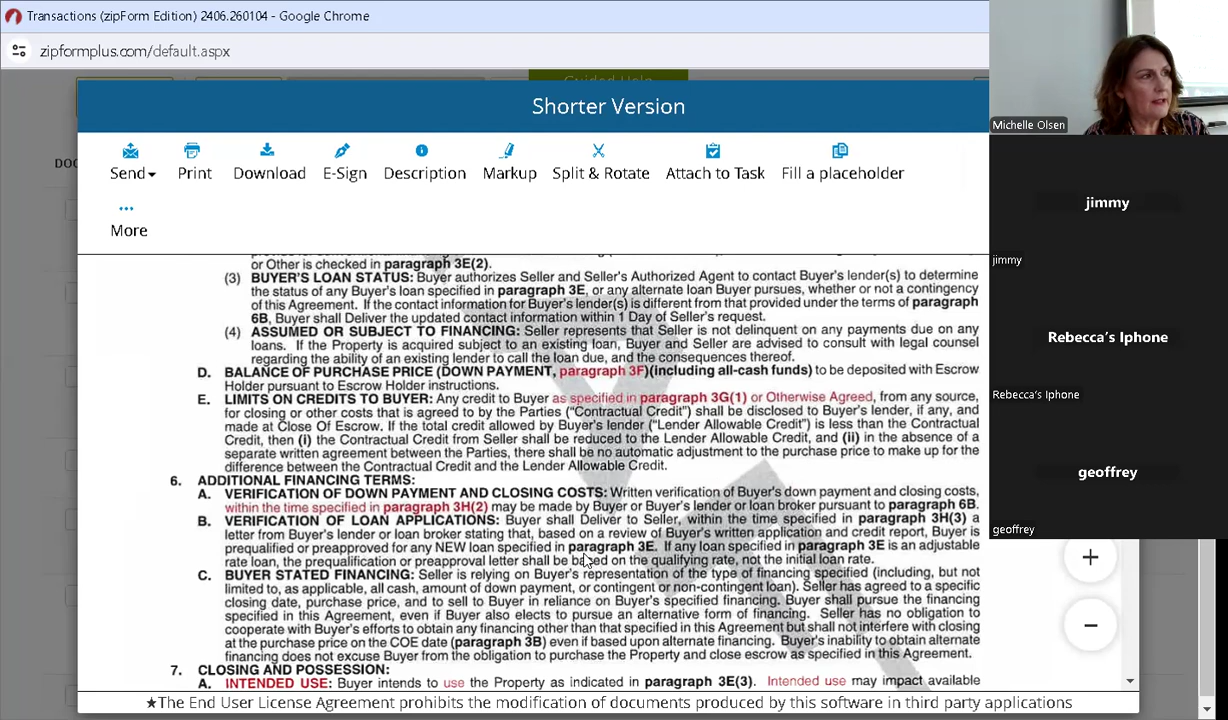 Transactions (zipForm Edition) 2406.260104 - Google Chrome
zipformplus.com/default.aspx
Guided Help
Shorter Version
Send
Print
Download
E-Sign
Description
Markup
Split & Rotate
Attach to Task
Fill a placeholder
More
or Other is checked in paragraph 3E(2).
(3) BUYER'S LOAN STATUS: Buyer authorizes Seller and Seller's Authorized Agent to contact Buyer's lender(s) to determine
the status of any Buyer's loan specified in paragraph 3E, or any alternate loan Buyer pursues, whether or not a contingency
of this Agreement. If the contact information for Buyer's lender(s) is different from that provided under the terms of paragraph
6B, Buyer shall Deliver the updated contact information within 1 Day of Seller's request.
(4) ASSUMED OR SUBJECT TO FINANCING: Seller represents that Seller is not delinquent on any payments due on any
loans. If the Property is acquired subject to an existing loan, Buyer and Seller are advised to consult with legal counsel
regarding the ability of an existing lender to call the loan due, and the consequences thereof.
D. BALANCE OF PURCHASE PRICE (DOWN PAYMENT, paragraph 3F)(including all-cash funds) to be deposited with Escrow
Holder pursuant to Escrow Holder instructions.
E. LIMITS ON CREDITS TO BUYER: Any credit to Buyer as specified in paragraph 3G(1) or Otherwise Agreed, from any source,
for closing or other costs that is agreed to by the Parties ("Contractual Credit") shall be disclosed to Buyer's lender, if any, and
made at Close Of Escrow. If the total credit allowed by Buyer's lender ("Lender Allowable Credit") is less than the Contractual
Credit, then (i) the Contractual Credit from Seller shall be reduced to the Lender Allowable Credit, and (ii) in the absence of a
separate written agreement between the Parties, there shall be no automatic adjustment to the purchase price to make up for the
difference between the Contractual Credit and the Lender Allowable Credit.
6. ADDITIONAL FINANCING TERMS:
A. VERIFICATION OF DOWN PAYMENT AND CLOSING COSTS: Written verification of Buyer's down payment and closing costs,
within the time specified in paragraph 3H(2) may be made by Buyer or Buyer's lender or loan broker pursuant to paragraph 6B.
B. VERIFICATION OF LOAN APPLICATIONS: Buyer shall Deliver to Seller, within the time specified in paragraph 3H(3) a
letter from Buyer's lender or loan broker stating that, based on a review of Buyer's written application and credit report, Buyer is
prequalified or preapproved for any NEW loan specified in paragraph 3E. If any loan specified in paragraph 3E is an adjustable
rate loan, the prequalification or preapproval letter shall be based on the qualifying rate, not the initial loan rate.
C. BUYER STATED FINANCING: Seller is relying on Buyer's representation of the type of financing specified (including, but not
limited to, as applicable, all cash, amount of down payment, or contingent or non-contingent loan). Seller has agreed to a specific
closing date, purchase price, and to sell to Buyer in reliance on Buyer's specified financing. Buyer shall pursue the financing
specified in this Agreement, even if Buyer also elects to pursue an alternative form of financing. Seller has no obligation to
cooperate with Buyer's efforts to obtain any financing other than that specified in this Agreement but shall not interfere with closing
at the purchase price on the COE date (paragraph 3B) even if based upon alternate financing. Buyer's inability to obtain alternate
financing does not excuse Buyer from the obligation to purchase the Property and close escrow as specified in this Agreement.
7. CLOSING AND POSSESSION:
A. INTENDED USE: Buyer intends to use the Property as indicated in paragraph 3E(3). Intended use may impact available
★The End User License Agreement prohibits the modification of documents produced by this software in third party applications
Michelle Olsen
jimmy
jimmy
Rebecca's Iphone
Rebecca's Iphone
geoffrey
geoffrey